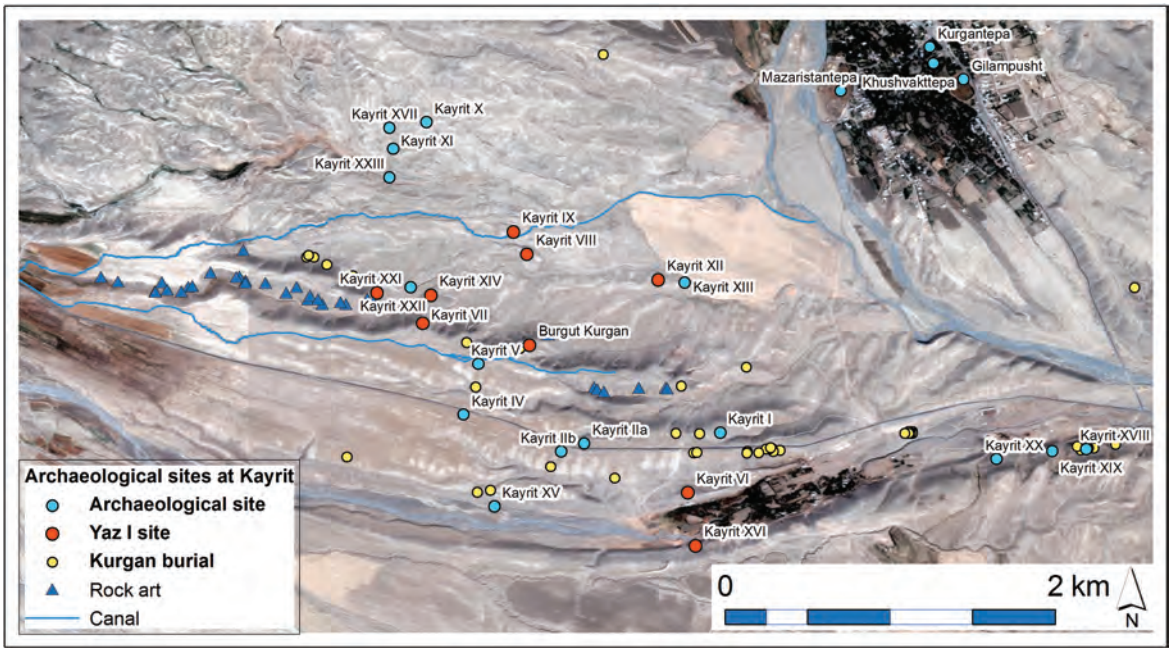 Kurgantepa
Gilampusht
Mazaristantepa
Khushvakttepa
Kayrit XVII
Kayrit X
Kayrit XI
Kayrit XXIII
Kayrit IX
Kayrit VIII
Kayrit XII
Kayrit XIII
Kayrit XXI
Kayrit XIV
Kayrit XXII
Kayrit VII
Burgut Kurgan
Kayrit V
Kayrit IV
Kayrit I
Kayrit IIa
Kayrit IIb
Kayrit XVIII
Kayrit XX
Kayrit XIX
Kayrit VI
Kayrit XV
Kayrit XVI
Archaeological sites at Kayrit
Archaeological site
Yaz I site
Kurgan burial
Rock art
Canal
0 2 km
N